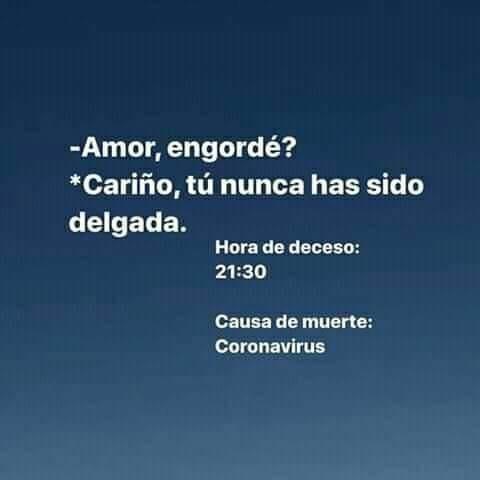 -Amor, engordé?
*Cariño, tú nunca has sido
delgada.
Hora de deceso:
21:30
Causa de muerte:
Coronavirus